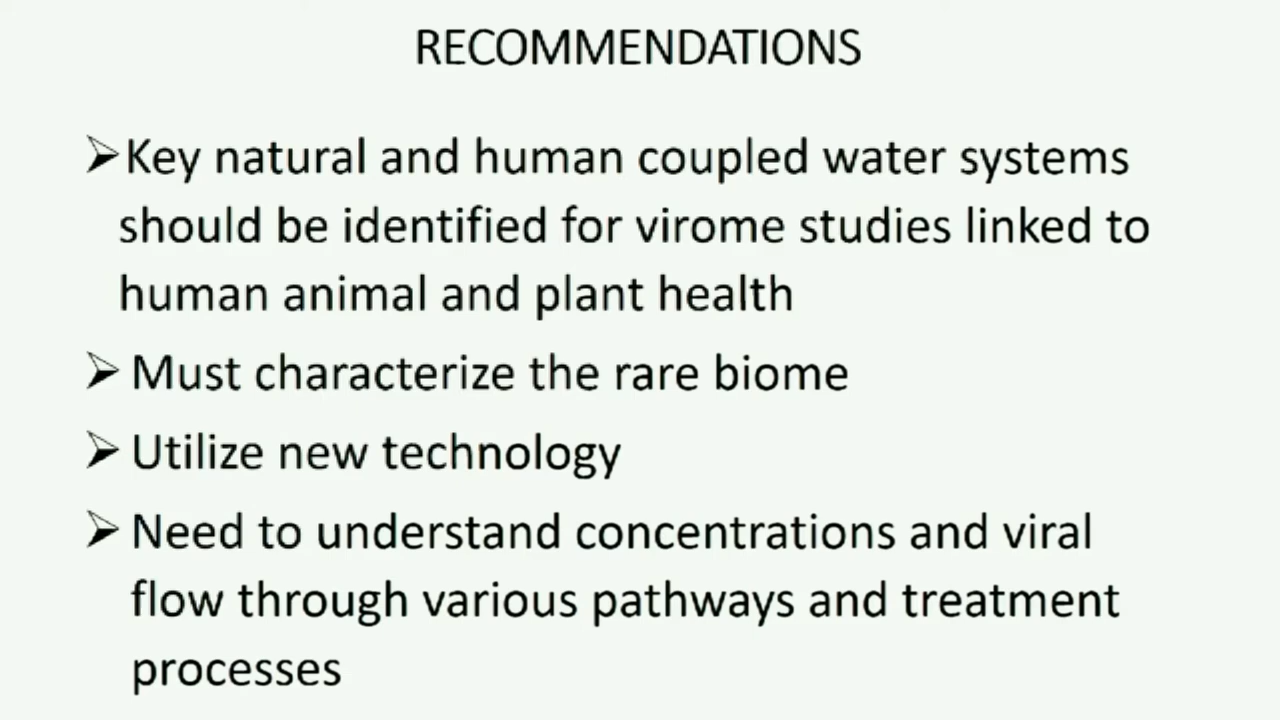 RECOMMENDATIONS
➢Key natural and human coupled water systems
should be identified for virome studies linked to
human animal and plant health
➢ Must characterize the rare biome
➢ Utilize new technology
➢ Need to understand concentrations and viral
flow through various pathways and treatment
processes